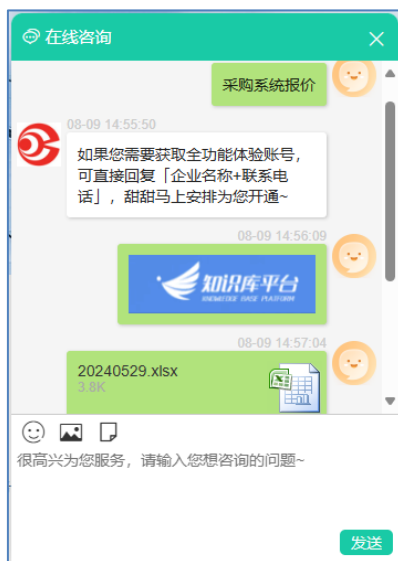 在线咨询
采购系统报价
08-09 14:55:50
如果您需要获取全功能体验账号，
可直接回复「企业名称+联系电
话」，甜甜马上安排为您开通~
08-09 14:56:09
知识库平台
KNOWLEDGE BASE PLATFORM
08-09 14:57:04
20240529.xlsx
3.8K
很高兴为您服务，请输入您想咨询的问题~
发送